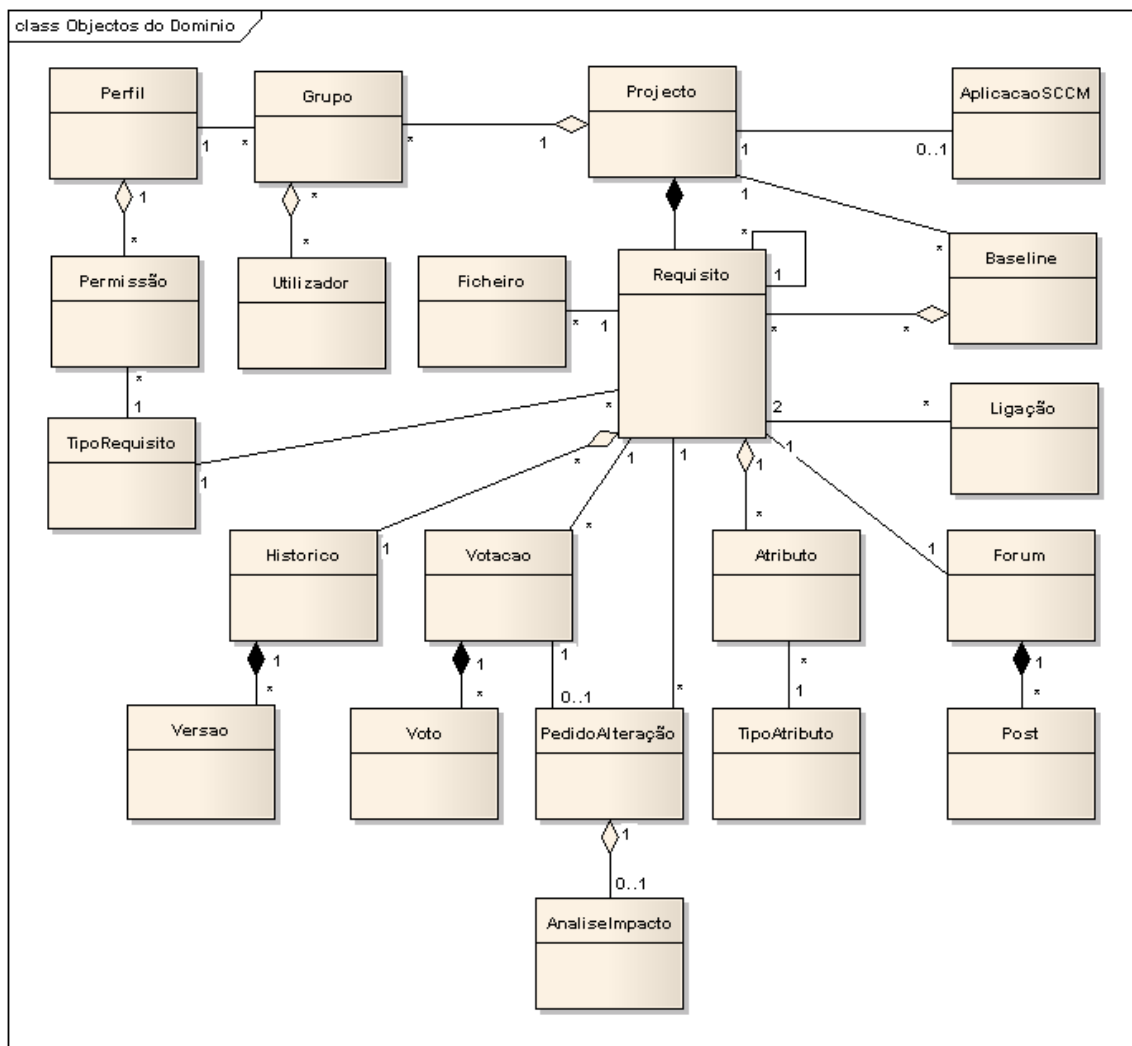 class Objectos do Dominio
Perfil
Grupo
Projecto
AplicacaoSCCM
1
*
*
1
1
0..1
1
*
1
*
*
*
*
1
Permissão
Utilizador
Ficheiro
Requisito
Baseline
*
1
*
*
*
1
TipoRequisito
*
1
*
2
*
Ligação
*
1
1
1
1
*
1
*
1
Historico
Votacao
Atributo
Forum
1
*
1
*
1
0..1
*
*
1
1
*
Versao
Voto
PedidoAlteração
TipoAtributo
Post
1
0..1
AnaliseImpacto